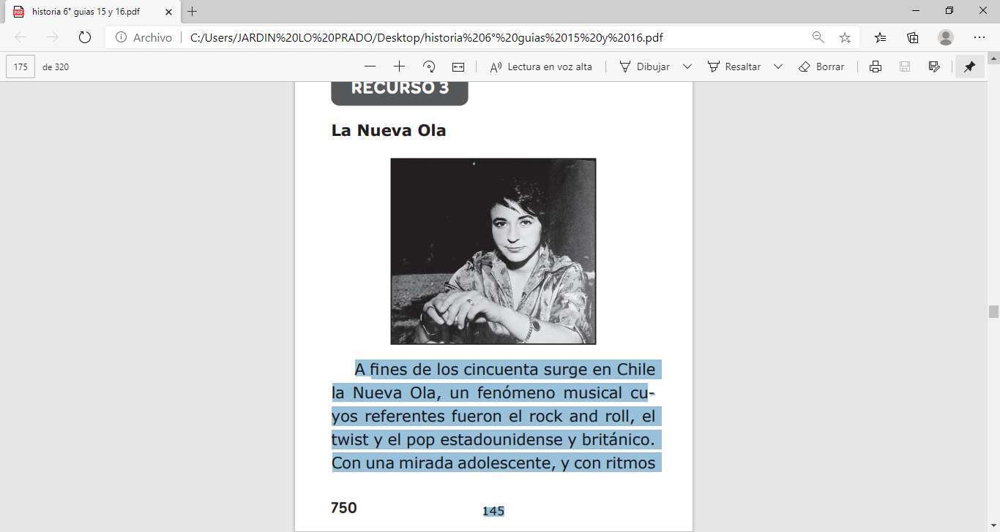 historia 6° guias 15 y 16.pdf
Archivo C:/Users/JARDIN%20LO%20PRADO/Desktop/historia%206°%20guias%2015%20y%2016.pdf
175 de 320 Lectura en voz alta Dibujar Resaltar Borrar
RECURSO 3
La Nueva Ola
A fines de los cincuenta surge en Chile
la Nueva Ola, un fenómeno musical cu-
yos referentes fueron el rock and roll, el
twist y el pop estadounidense y británico.
Con una mirada adolescente, y con ritmos
750 145